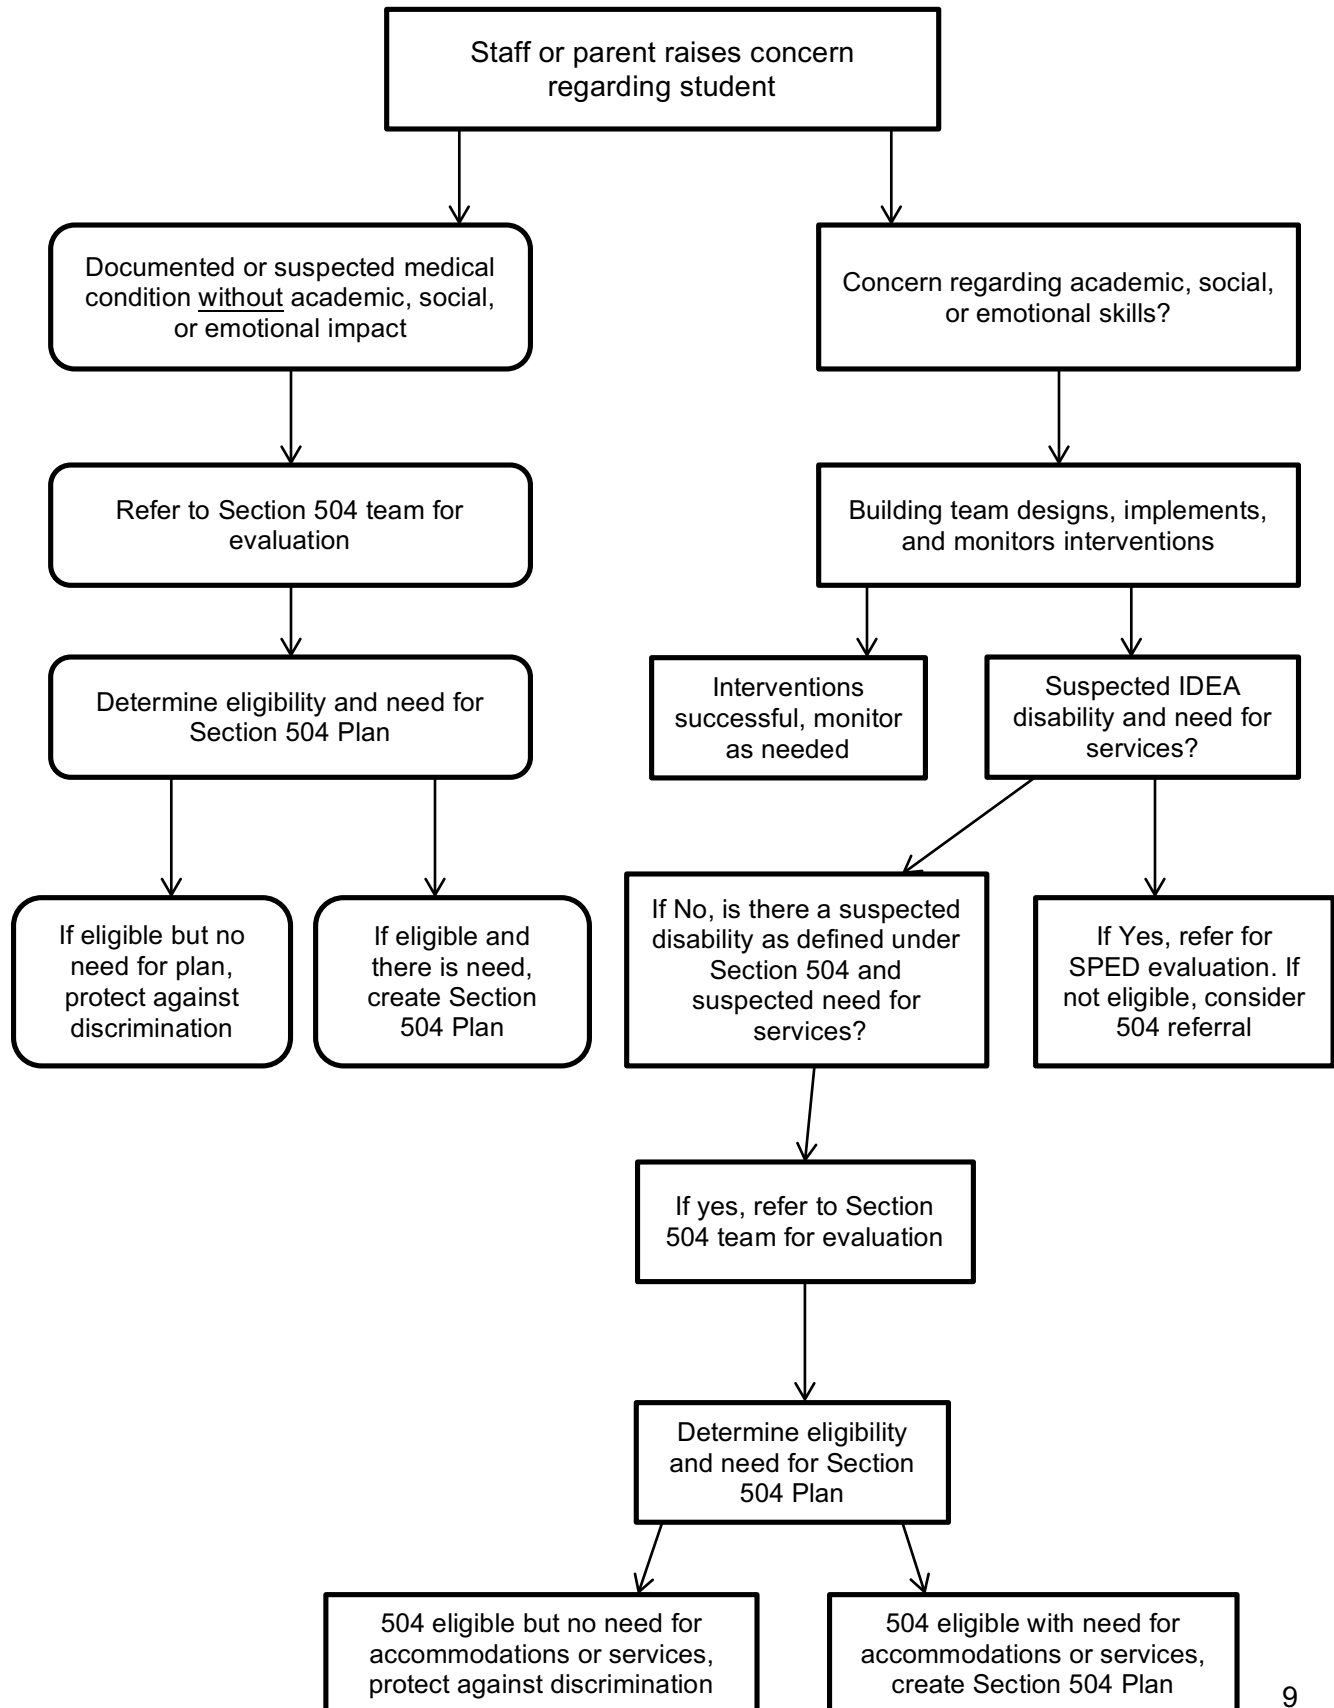 Staff or parent raises concern
regarding student
Documented or suspected medical
condition without academic, social,
or emotional impact
Concern regarding academic, social,
or emotional skills?
Refer to Section 504 team for
evaluation
Building team designs, implements,
and monitors interventions
Determine eligibility and need for
Section 504 Plan
Interventions
successful, monitor
as needed
Suspected IDEA
disability and need for
services?
If eligible but no
need for plan,
protect against
discrimination
If eligible and
there is need,
create Section
504 Plan
If No, is there a suspected
disability as defined under
Section 504 and
suspected need for
services?
If Yes, refer for
SPED evaluation. If
not eligible, consider
504 referral
If yes, refer to Section
504 team for evaluation
Determine eligibility
and need for Section
504 Plan
504 eligible but no need for
accommodations or services,
protect against discrimination
504 eligible with need for
accommodations or services,
create Section 504 Plan
9